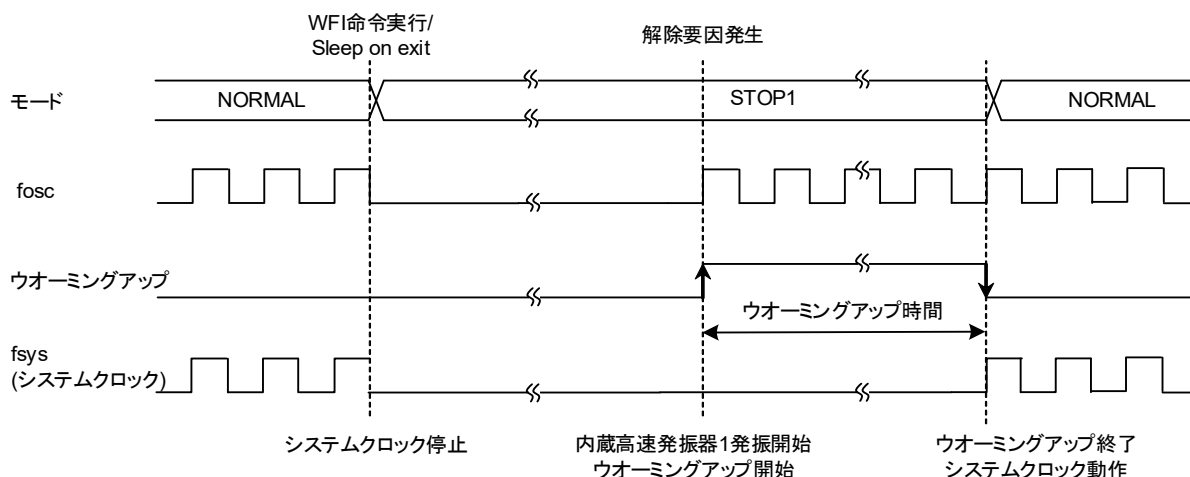 WFI命令実行/
Sleep on exit
解除要因発生
モード
NORMAL
STOP1
NORMAL
fosc
ウオーミングアップ
ウオーミングアップ時間
fsys
(システムクロック)
システムクロック停止
内蔵高速発振器1発振開始
ウオーミングアップ開始
ウオーミングアップ終了
システムクロック動作